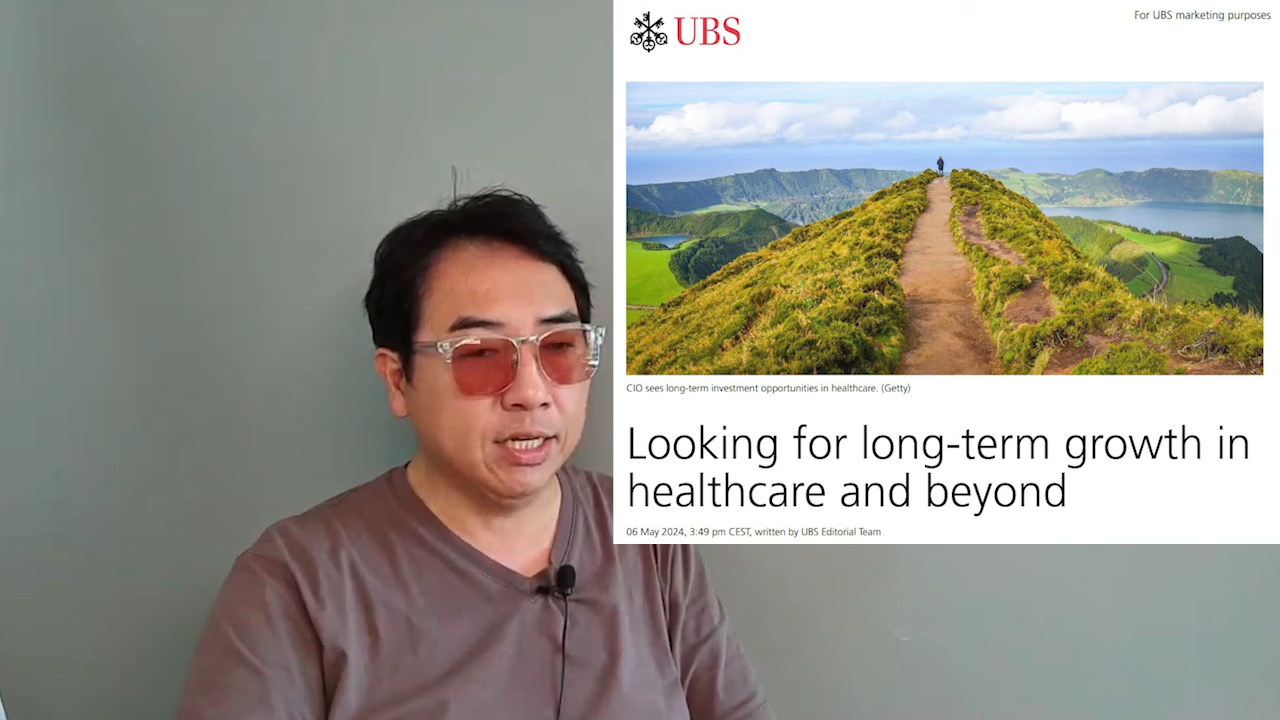 UBS
For UBS marketing purposes
CIO sees long-term investment opportunities in healthcare. (Getty)
Looking for long-term growth in
healthcare and beyond
06 May 2024, 3:49 pm CEST, written by UBS Editorial Team